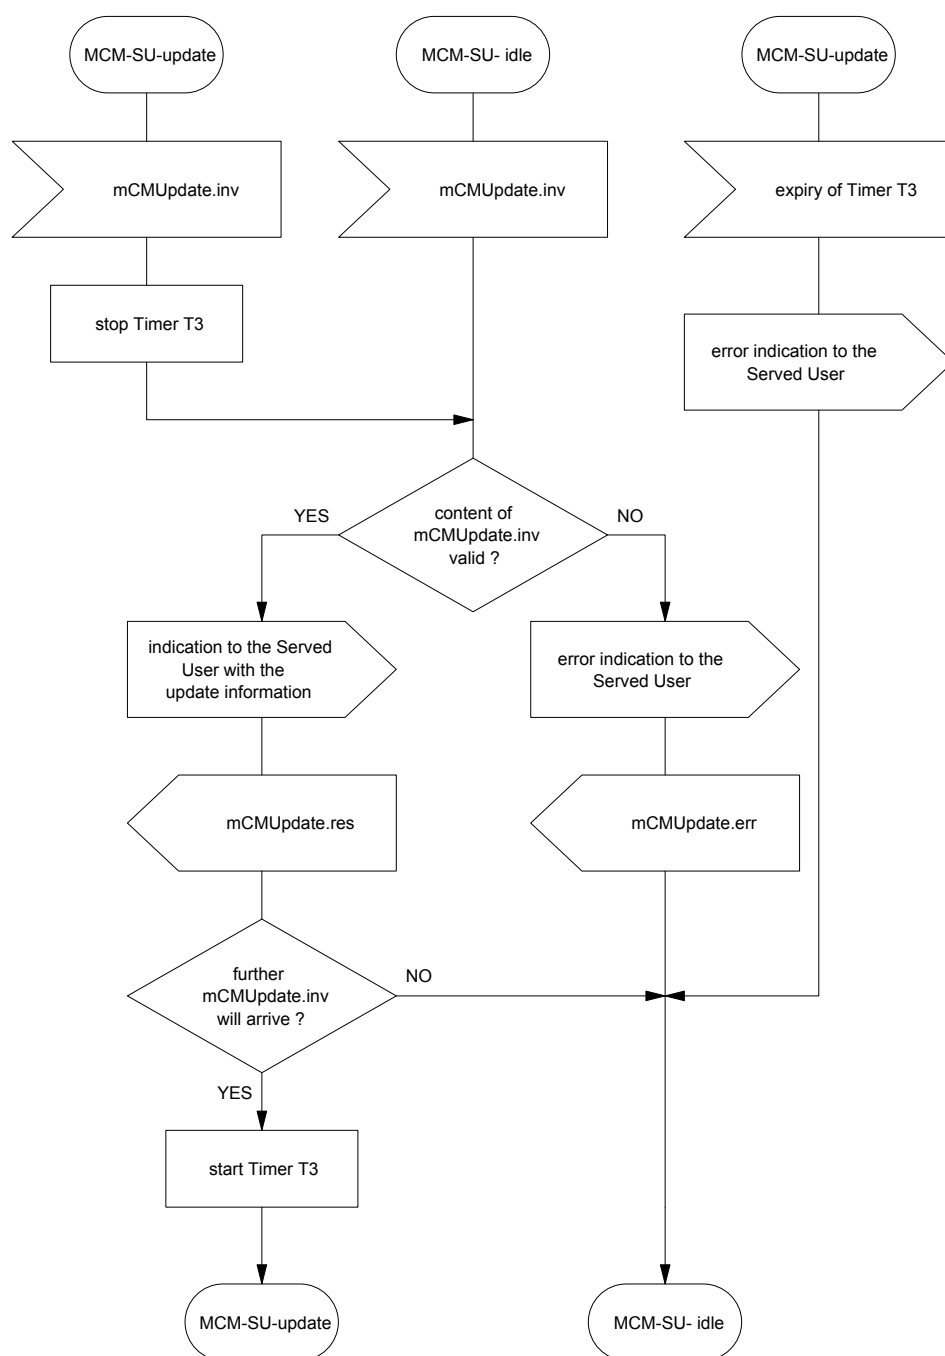 MCM-SU-update
MCM-SU- idle
MCM-SU-update
mCMUpdate.inv
mCMUpdate.inv
expiry of Timer T3
stop Timer T3
error indication to the
Served User
YES
content of
mCMUpdate.inv
valid ?
NO
indication to the Served
User with the
update information
error indication to the
Served User
mCMUpdate.res
mCMUpdate.err
further
mCMUpdate.inv
will arrive ?
NO
YES
start Timer T3
MCM-SU-update
MCM-SU- idle